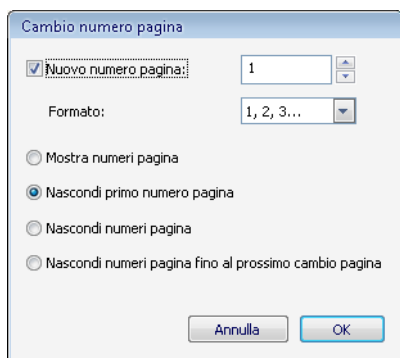 Cambio numero pagina
Nuovo numero pagina: 1
Formato: 1, 2, 3...
Mostra numeri pagina
Nascondi primo numero pagina
Nascondi numeri pagina
Nascondi numeri pagina fino al prossimo cambio pagina
Annulla OK